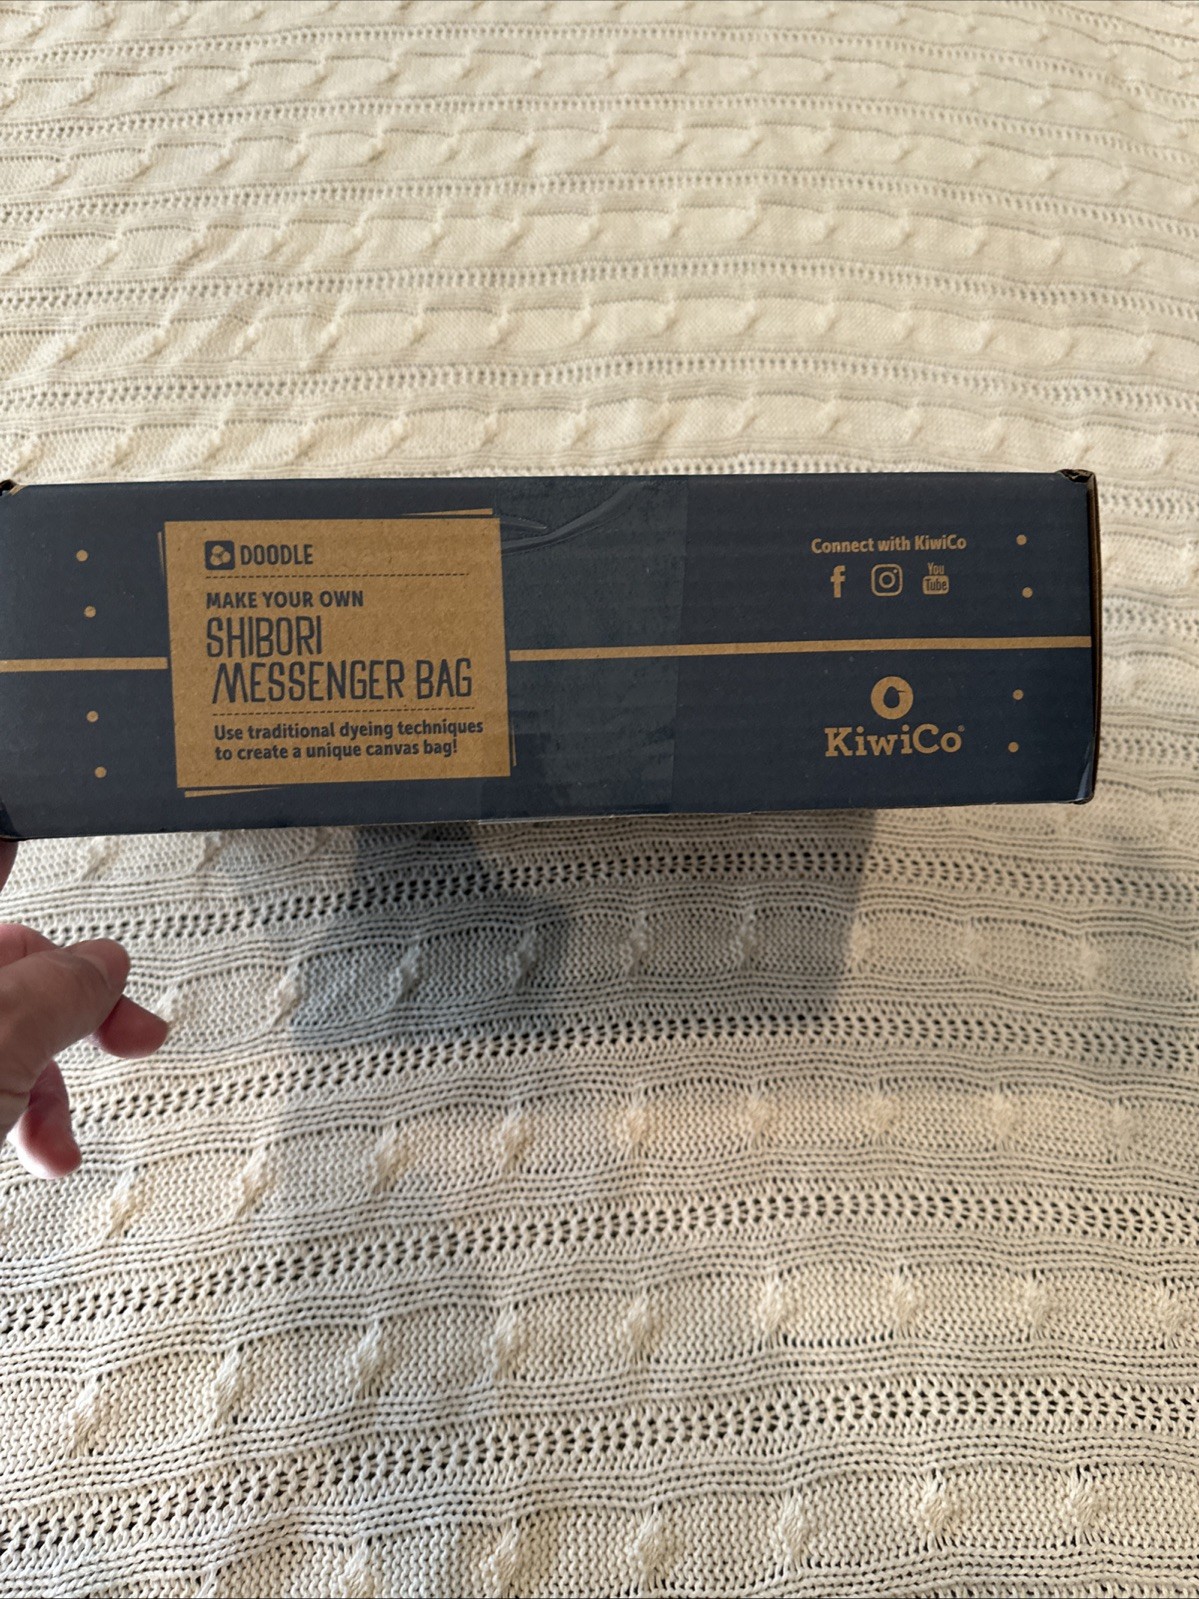 DOODLE
MAKE YOUR OWN
SHIBORI
MESSENGER BAG
Use traditional dyeing techniques
to create a unique canvas bag!
Connect with KiwiCo
f
You
Tube
KiwiCo®